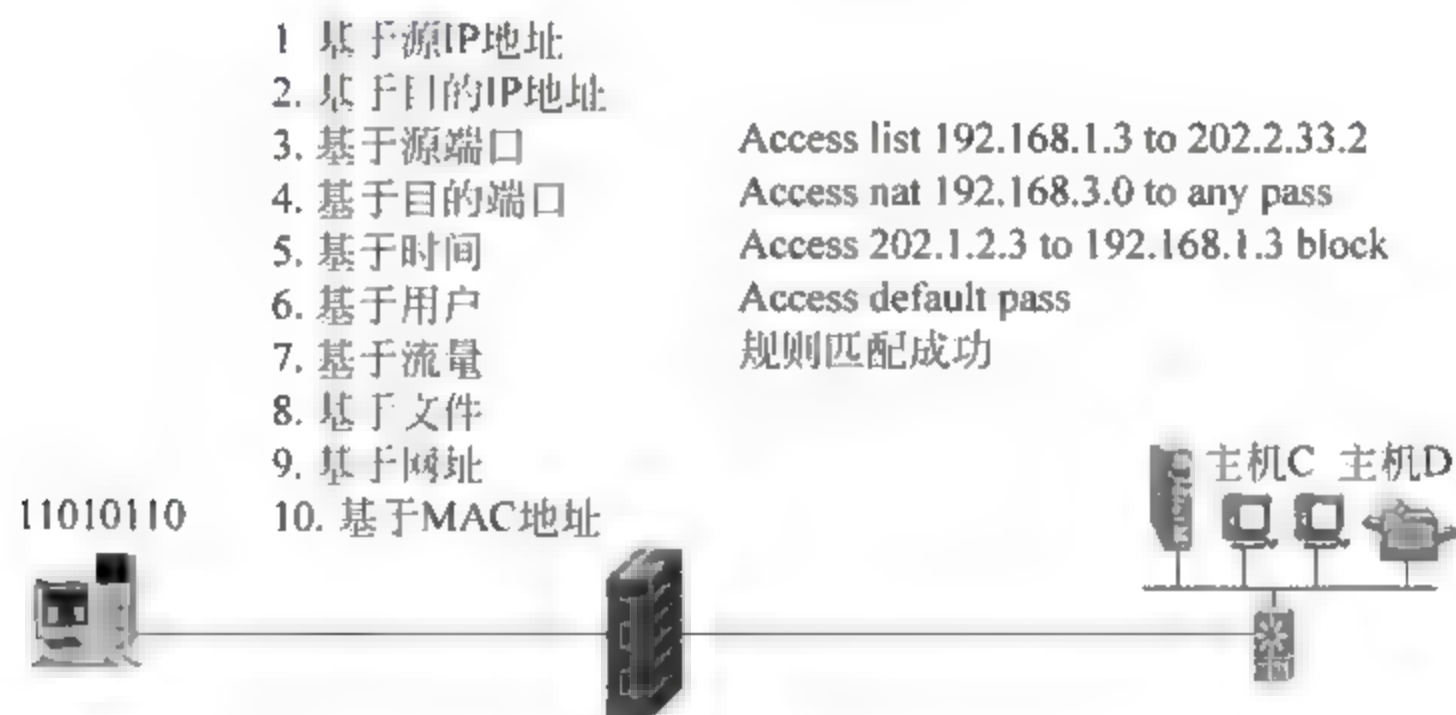 1 基于源IP地址
2. 基于目的IP地址
3. 基于源端口
4. 基于目的端口
5. 基于时间
6. 基于用户
7. 基于流量
8. 基于文件
9. 基于网址
10. 基于MAC地址
Access list 192.168.1.3 to 202.2.33.2
Access nat 192.168.3.0 to any pass
Access 202.1.2.3 to 192.168.1.3 block
Access default pass
规则匹配成功
11010110
主机C 主机D